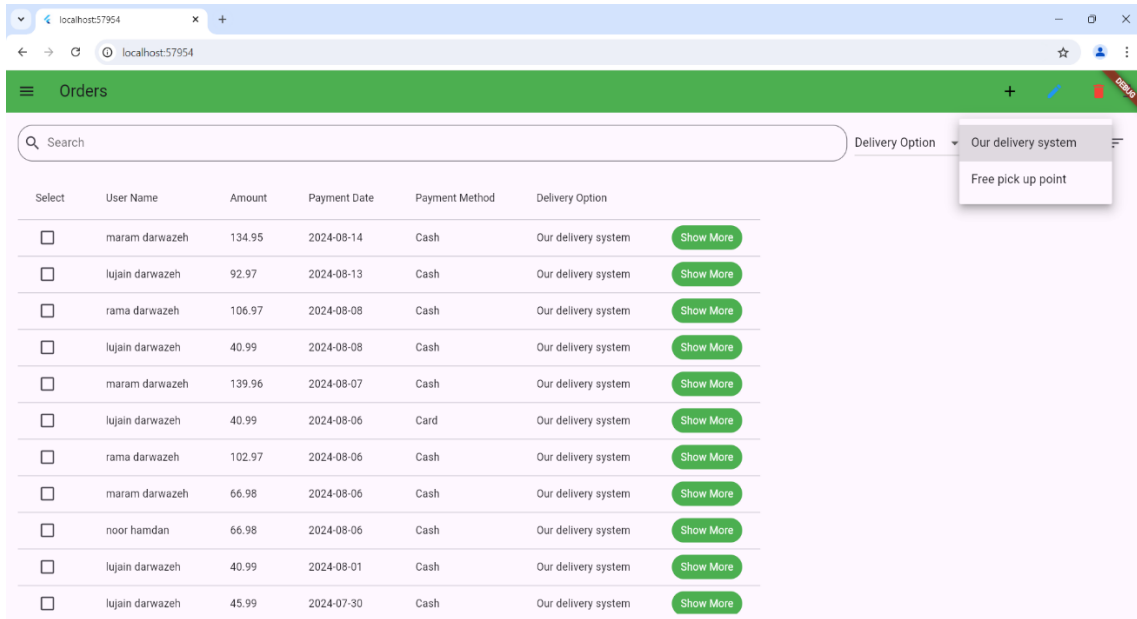 localhost:57954
localhost:57954
Orders
DEBUG
Search
Delivery Option
Our delivery system
Free pick up point
Select User Name Amount Payment Date Payment Method Delivery Option
maram darwazeh 134.95 2024-08-14 Cash Our delivery system Show More
lujain darwazeh 92.97 2024-08-13 Cash Our delivery system Show More
rama darwazeh 106.97 2024-08-08 Cash Our delivery system Show More
lujain darwazeh 40.99 2024-08-08 Cash Our delivery system Show More
maram darwazeh 139.96 2024-08-07 Cash Our delivery system Show More
lujain darwazeh 40.99 2024-08-06 Card Our delivery system Show More
rama darwazeh 102.97 2024-08-06 Cash Our delivery system Show More
maram darwazeh 66.98 2024-08-06 Cash Our delivery system Show More
noor hamdan 66.98 2024-08-06 Cash Our delivery system Show More
lujain darwazeh 40.99 2024-08-01 Cash Our delivery system Show More
lujain darwazeh 45.99 2024-07-30 Cash Our delivery system Show More